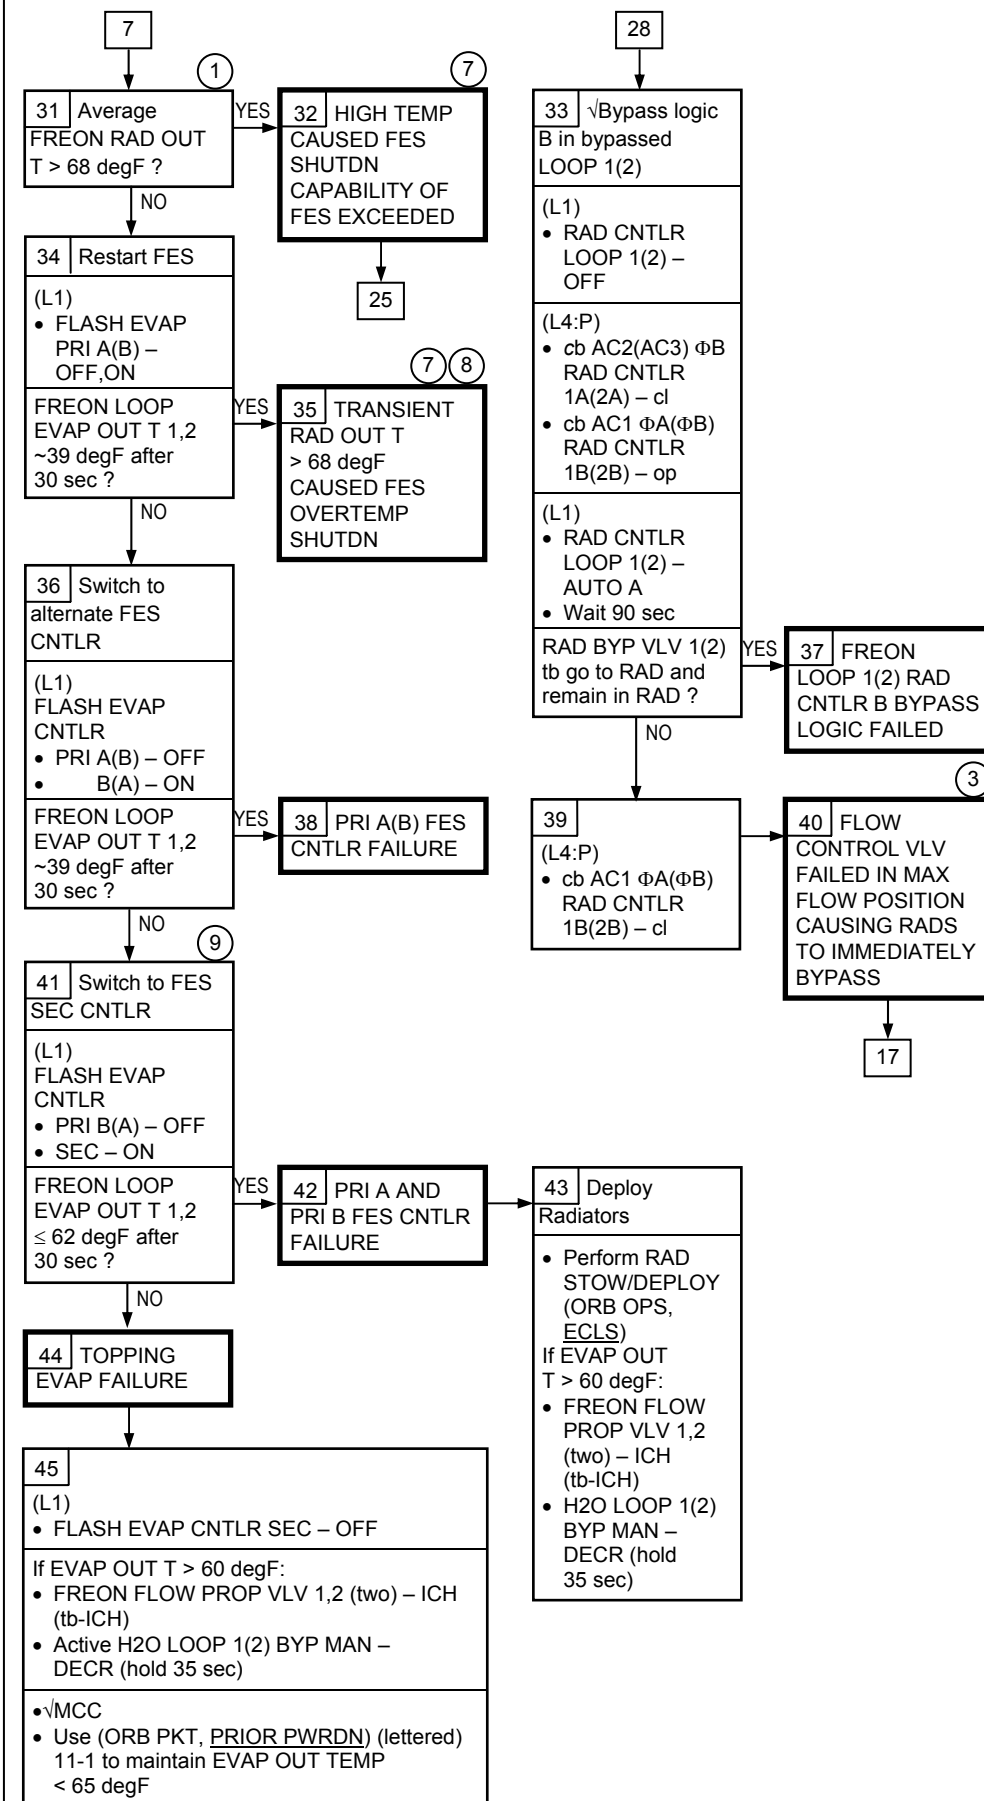 7
1
31 Average
FREON RAD OUT
T > 68 degF ?
YES
NO
7
32 HIGH TEMP
CAUSED FES
SHUTDN
CAPABILITY OF
FES EXCEEDED
25
34 Restart FES
(L1)
• FLASH EVAP
PRI A(B) –
OFF,ON
FREON LOOP
EVAP OUT T 1,2
~39 degF after
30 sec ?
YES
NO
7 8
35 TRANSIENT
RAD OUT T
> 68 degF
CAUSED FES
OVERTEMP
SHUTDN
36 Switch to
alternate FES
CNTLR
(L1)
FLASH EVAP
CNTLR
• PRI A(B) – OFF
• B(A) – ON
FREON LOOP
EVAP OUT T 1,2
~39 degF after
30 sec ?
YES
NO
38 PRI A(B) FES
CNTLR FAILURE
9
41 Switch to FES
SEC CNTLR
(L1)
FLASH EVAP
CNTLR
• PRI B(A) – OFF
• SEC – ON
FREON LOOP
EVAP OUT T 1,2
≤ 62 degF after
30 sec ?
YES
NO
42 PRI A AND
PRI B FES CNTLR
FAILURE
43 Deploy
Radiators
• Perform RAD
STOW/DEPLOY
(ORB OPS,
ECLS)
If EVAP OUT
T > 60 degF:
• FREON FLOW
PROP VLV 1,2
(two) – ICH
(tb-ICH)
• H2O LOOP 1(2)
BYP MAN –
DECR (hold
35 sec)
44 TOPPING
EVAP FAILURE
45
(L1)
• FLASH EVAP CNTLR SEC – OFF
If EVAP OUT T > 60 degF:
• FREON FLOW PROP VLV 1,2 (two) – ICH
(tb-ICH)
• Active H2O LOOP 1(2) BYP MAN –
DECR (hold 35 sec)
•√MCC
• Use (ORB PKT, PRIOR PWRDN) (lettered)
11-1 to maintain EVAP OUT TEMP
< 65 degF
28
33 √Bypass logic
B in bypassed
LOOP 1(2)
(L1)
• RAD CNTLR
LOOP 1(2) –
OFF
(L4:P)
• cb AC2(AC3) ΦB
RAD CNTLR
1A(2A) – cl
• cb AC1 ΦA(ΦB)
RAD CNTLR
1B(2B) – op
(L1)
• RAD CNTLR
LOOP 1(2) –
AUTO A
• Wait 90 sec
RAD BYP VLV 1(2)
tb go to RAD and
remain in RAD ?
YES
NO
37 FREON
LOOP 1(2) RAD
CNTLR B BYPASS
LOGIC FAILED
39
(L4:P)
• cb AC1 ΦA(ΦB)
RAD CNTLR
1B(2B) – cl
3
40 FLOW
CONTROL VLV
FAILED IN MAX
FLOW POSITION
CAUSING RADS
TO IMMEDIATELY
BYPASS
17